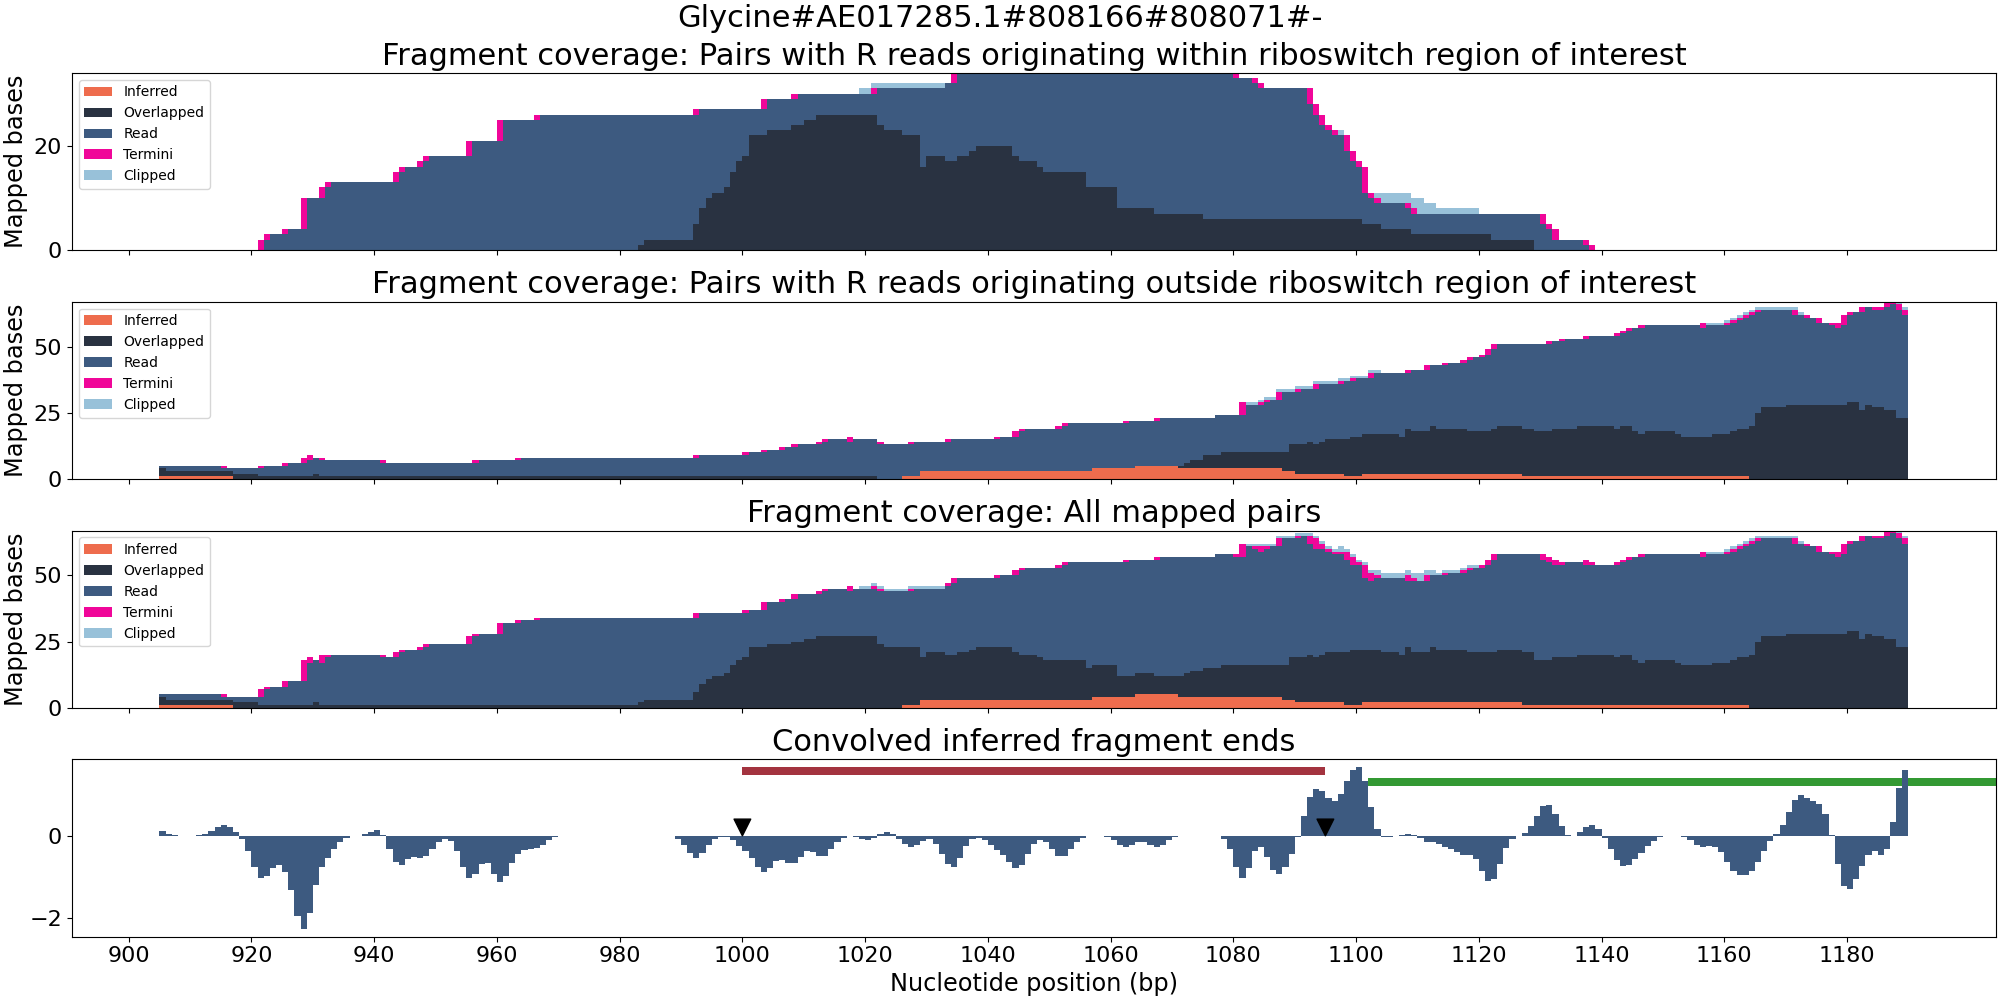 Glycine#AE017285.1#808166#808071#-
Fragment coverage: Pairs with R reads originating within riboswitch region of interest
Mapped bases
20
0
Inferred
Overlapped
Read
Termini
Clipped
Fragment coverage: Pairs with R reads originating outside riboswitch region of interest
Mapped bases
50
25
0
Inferred
Overlapped
Read
Termini
Clipped
Fragment coverage: All mapped pairs
Mapped bases
50
25
0
Inferred
Overlapped
Read
Termini
Clipped
Convolved inferred fragment ends
0
−2
900 920 940 960 980 1000 1020 1040 1060 1080 1100 1120 1140 1160 1180
Nucleotide position (bp)